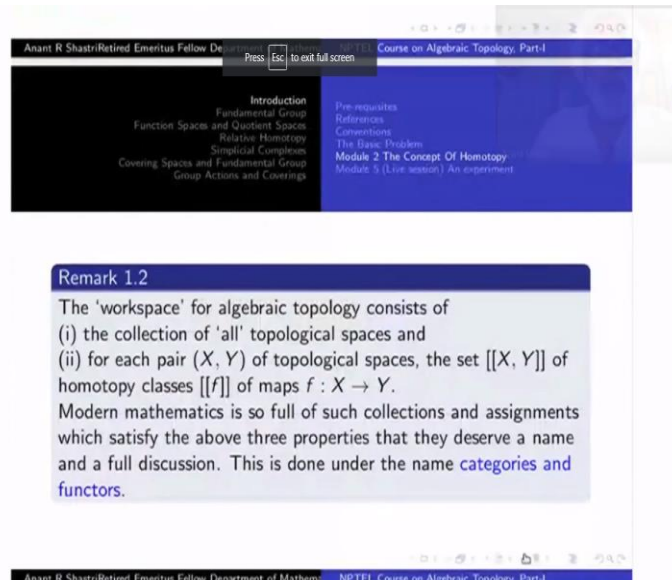 Anant R Shastri Retired Emeritus Fellow De
NPTEL Course on Algebraic Topology, Part-I
Press Esc to exit full screen
Introduction
Fundamental Group
Function Spaces and Quotient Spaces
Relative Homotopy
Simplicial Complexes
Covering Spaces and Fundamental Group
Group Actions and Coverings
Pre-requisites
References
Conventions
The Basic Problem
Module 2 The Concept Of Homotopy
Module 5 (Live session) An experiment
Remark 1.2
The 'workspace' for algebraic topology consists of
(i) the collection of 'all' topological spaces and
(ii) for each pair (X, Y) of topological spaces, the set [[X, Y]] of
homotopy classes [[f]] of maps f : X → Y.
Modern mathematics is so full of such collections and assignments
which satisfy the above three properties that they deserve a name
and a full discussion. This is done under the name categories and
functors.
Anant R Shastri Retired Emeritus Fellow Department of Mathema
NPTEL Course on Algebraic Topology, Part-I